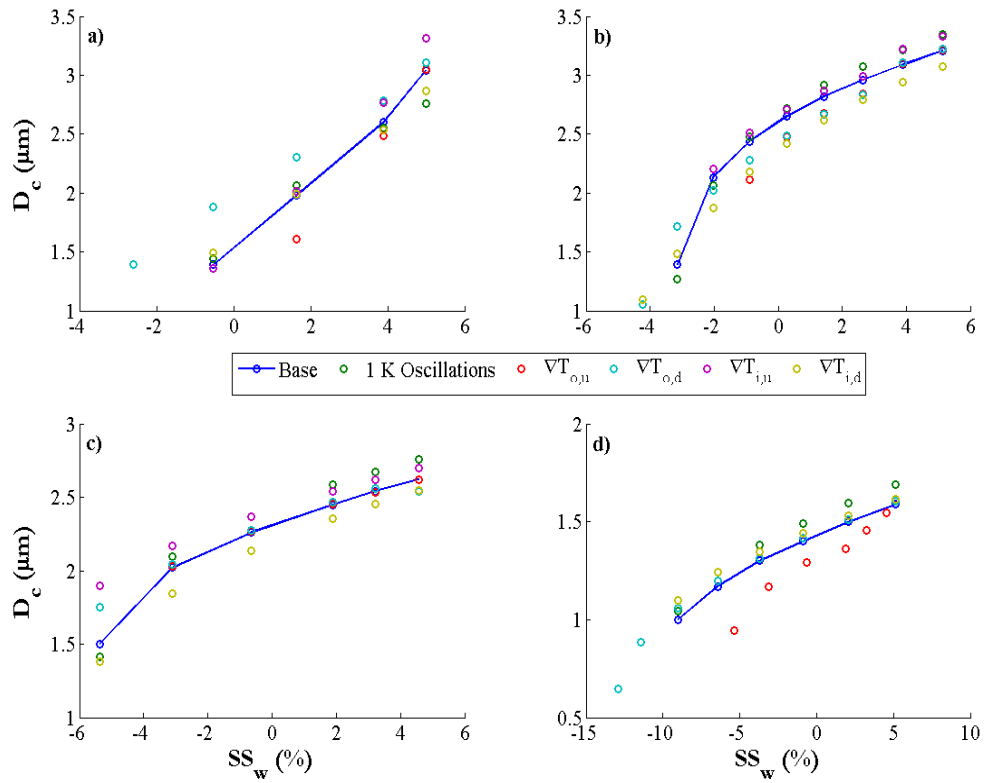 a)
3.5
3
2.5
2
1.5
1
-4 -2 0 2 4 6
D_c (μm)
b)
3.5
3
2.5
2
1.5
1
-6 -4 -2 0 2 4 6
Base 1 K Oscillations ∇T_o,u ∇T_o,d ∇T_i,u ∇T_i,d
c)
3
2.5
2
1.5
1
-6 -4 -2 0 2 4 6
D_c (μm)
SS_w (%)
d)
2
1.5
1
0.5
-15 -10 -5 0 5 10
SS_w (%)